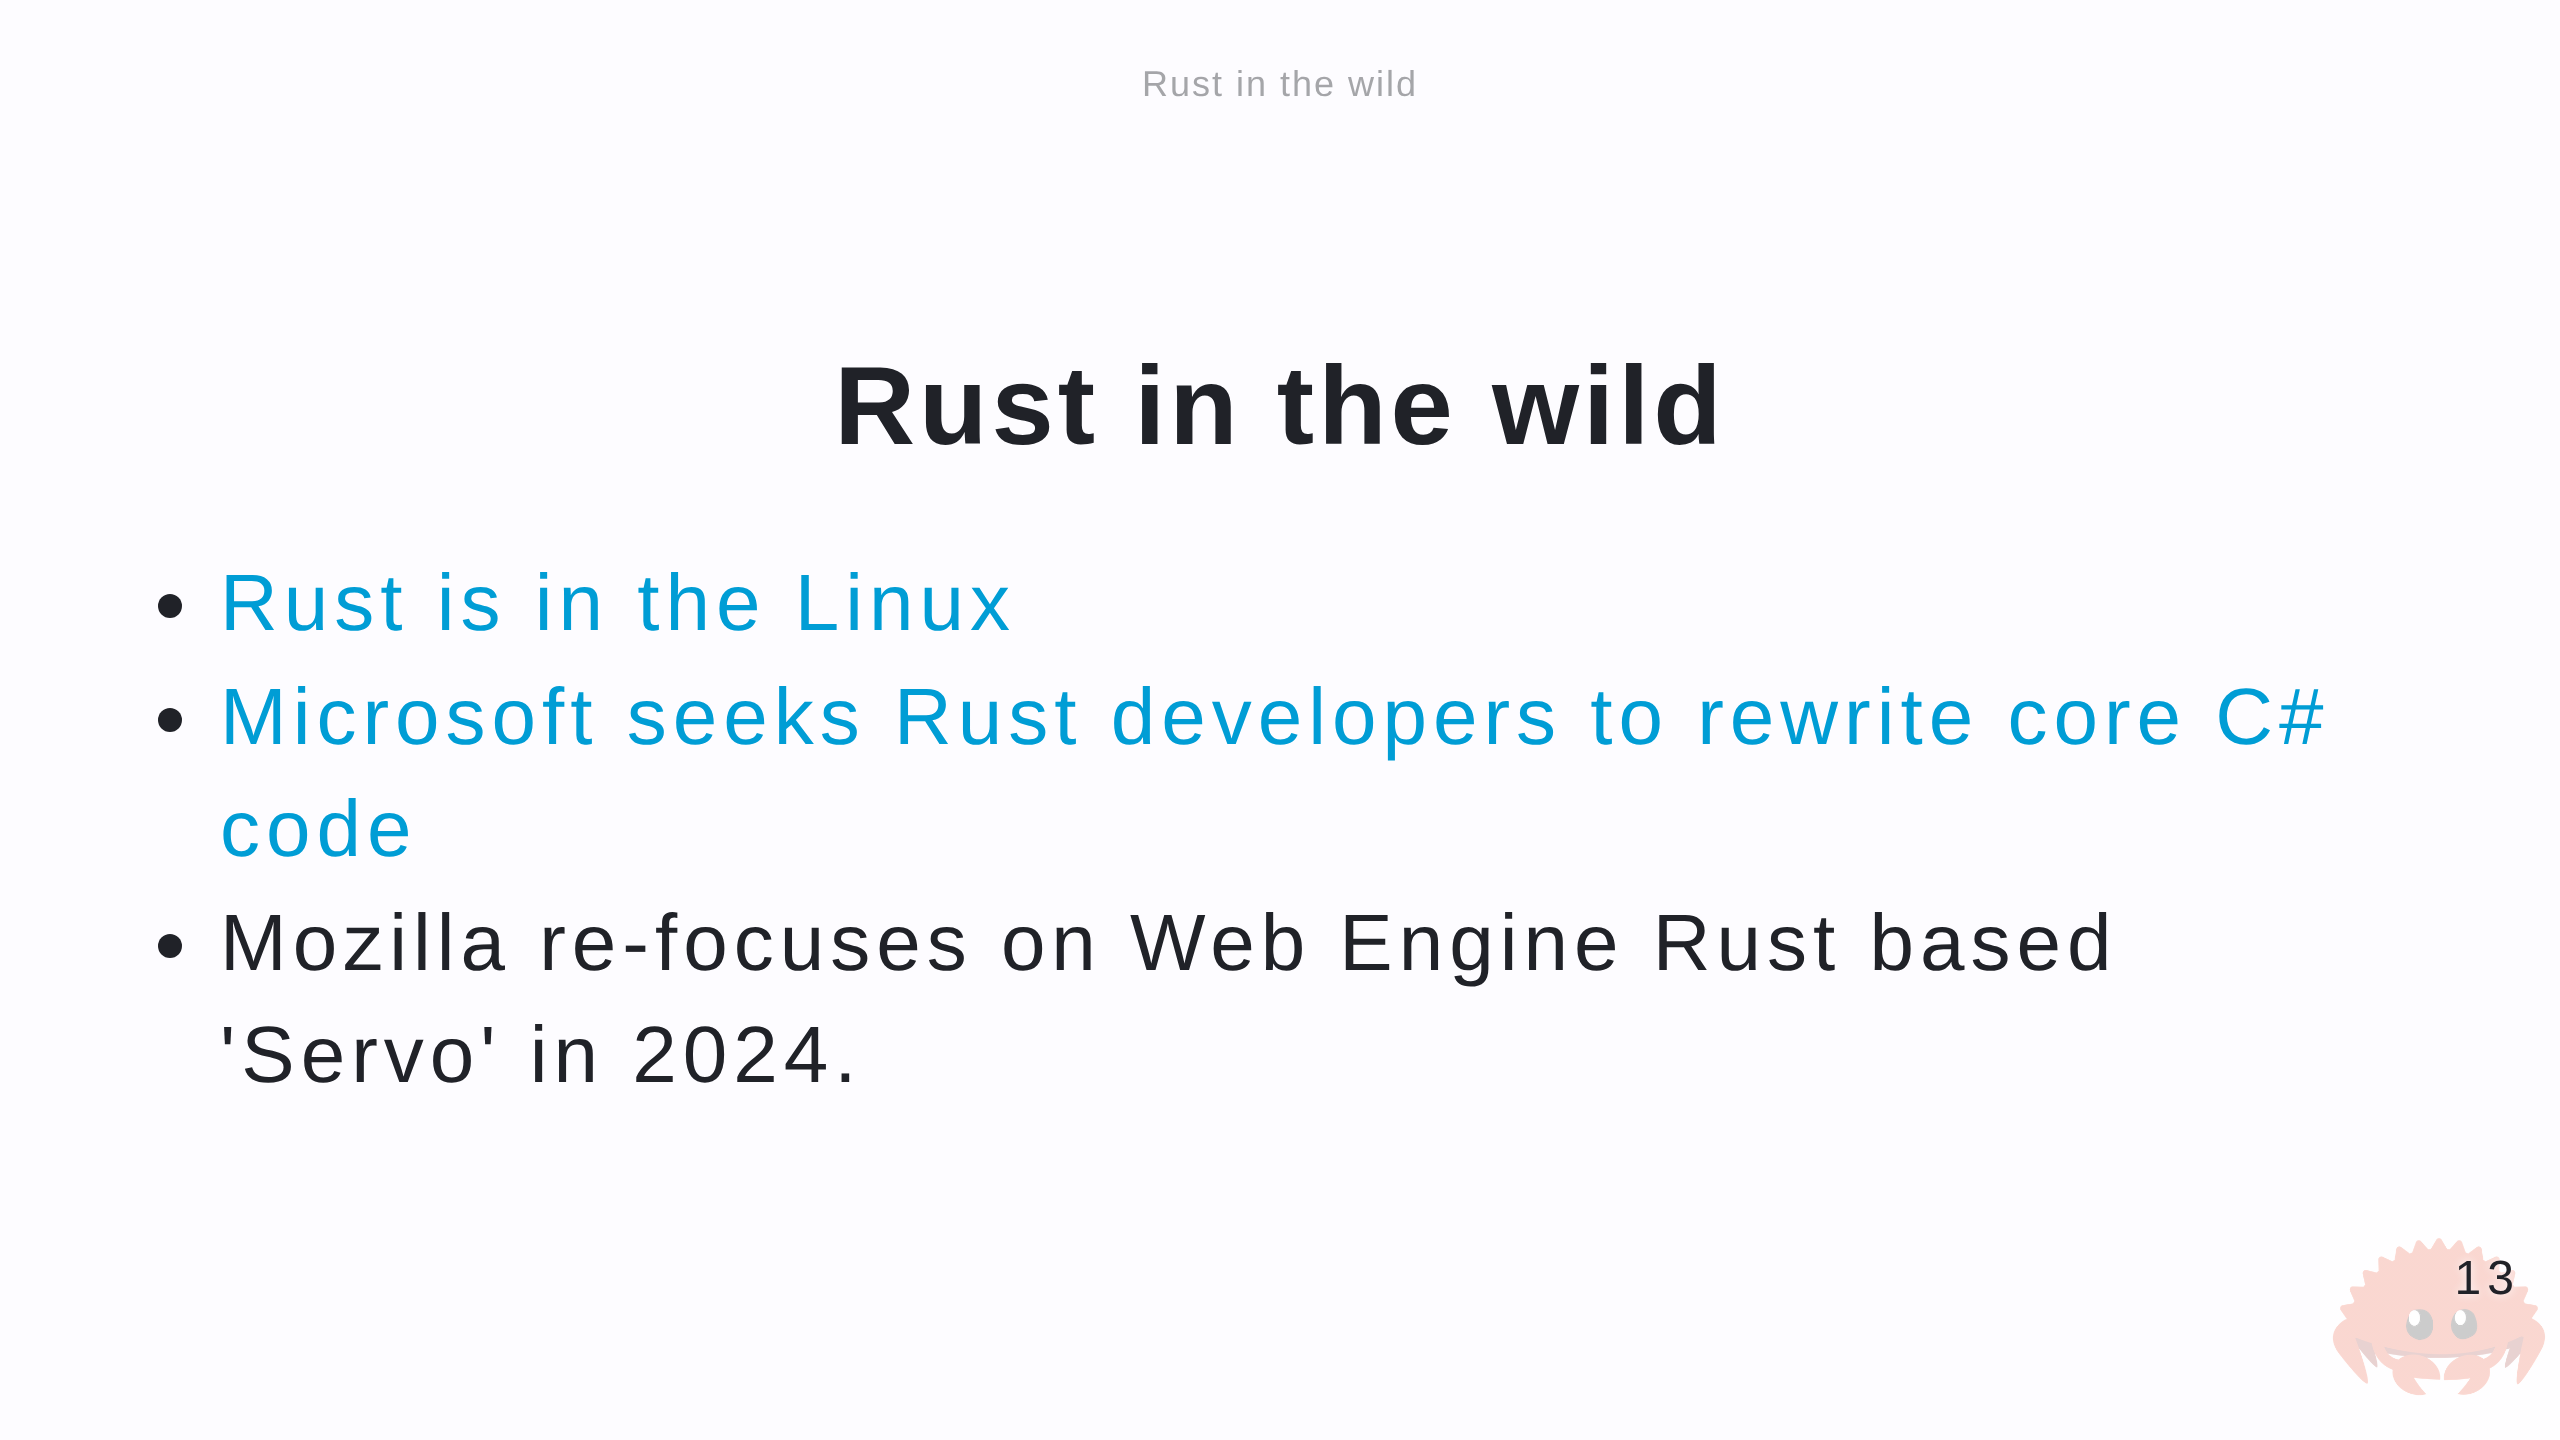 Rust in the wild
Rust in the wild
• Rust is in the Linux
• Microsoft seeks Rust developers to rewrite core C#
code
• Mozilla re-focuses on Web Engine Rust based
'Servo' in 2024.
13